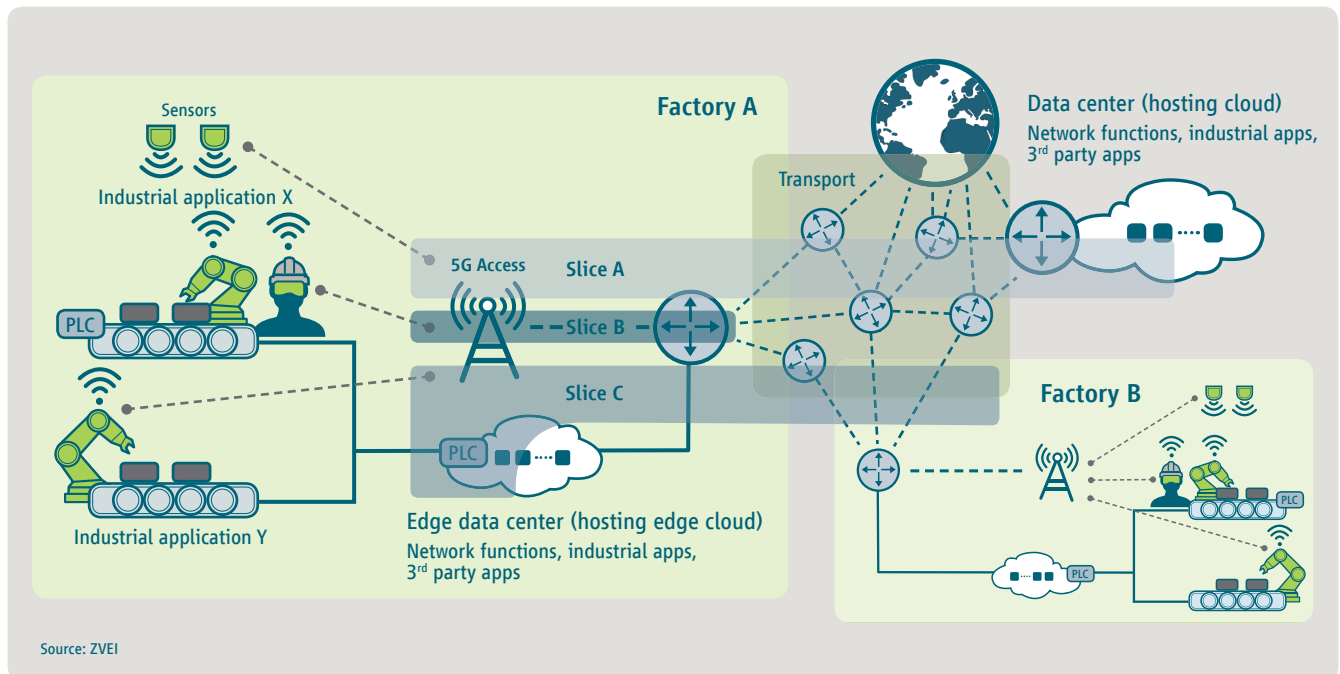 Factory A
Sensors
Industrial application X
PLC
Industrial application Y
5G Access
Slice A
Slice B
Slice C
PLC
Edge data center (hosting edge cloud)
Network functions, industrial apps,
3rd party apps
Transport
Data center (hosting cloud)
Network functions, industrial apps,
3rd party apps
Factory B
PLC
PLC
Source: ZVEI